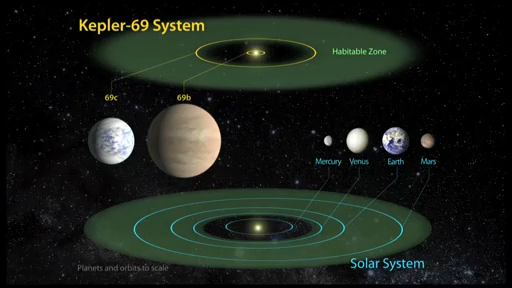 Kepler-69 System
Habitable Zone
69c
69b
Mercury
Venus
Earth
Mars
Planets and orbits to scale
Solar System